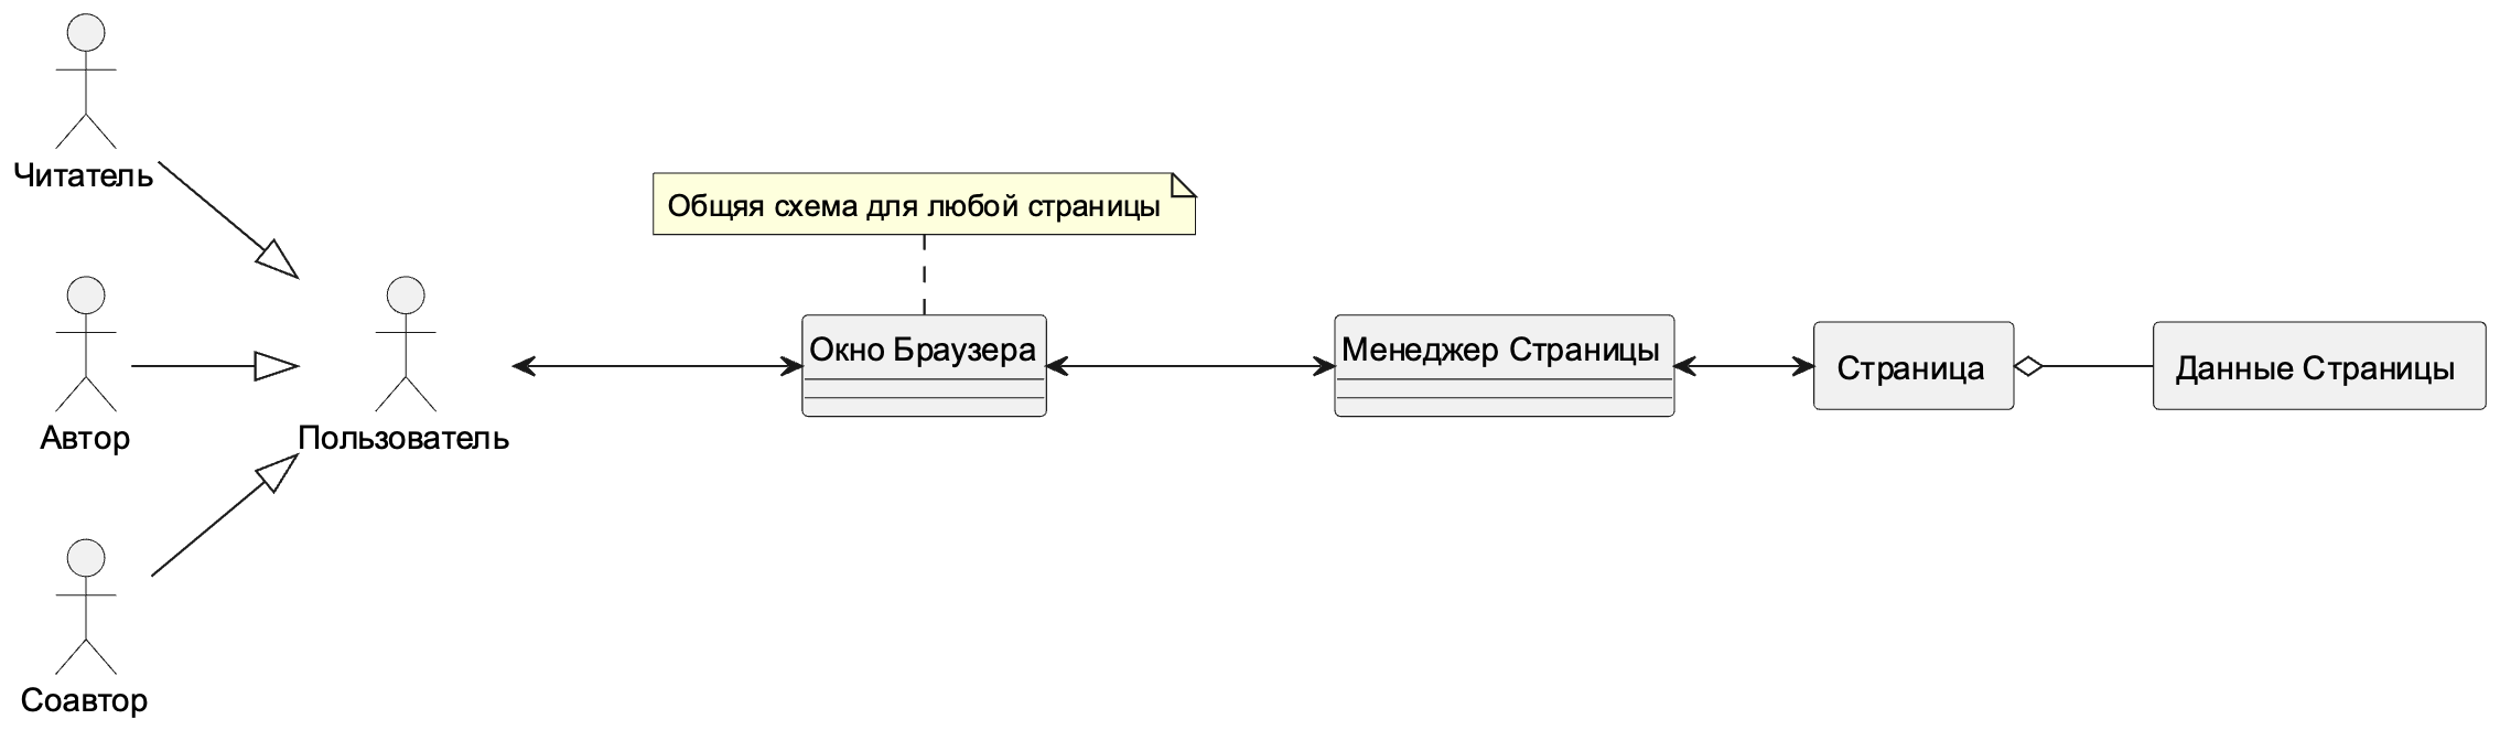 Читатель
Общяя схема для любой страницы
Окно Браузера
Менеджер Страницы
Страница
Данные Страницы
Автор
Пользователь
Соавтор